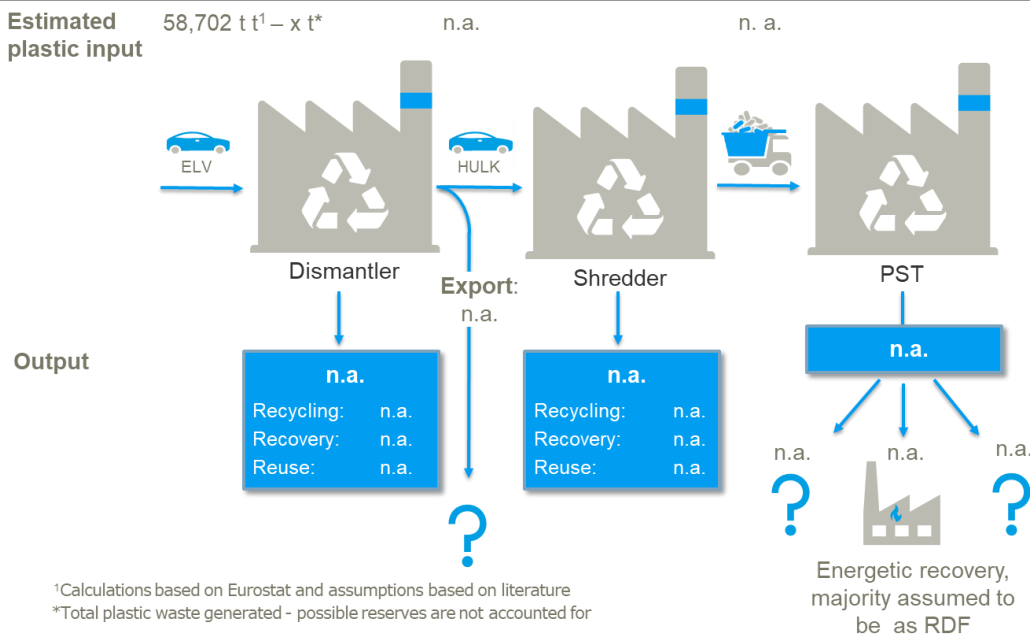 Estimated
plastic input
58,702 t t¹ – x t*
n.a.
n. a.
ELV
HULK
Dismantler
Shredder
PST
Export:
n.a.
Output
n.a.
Recycling: n.a.
Recovery: n.a.
Reuse: n.a.
n.a.
Recycling: n.a.
Recovery: n.a.
Reuse: n.a.
n.a.
n.a.
n.a.
n.a.
?
?
?
Energetic recovery,
majority assumed to
be as RDF
¹Calculations based on Eurostat and assumptions based on literature
*Total plastic waste generated - possible reserves are not accounted for